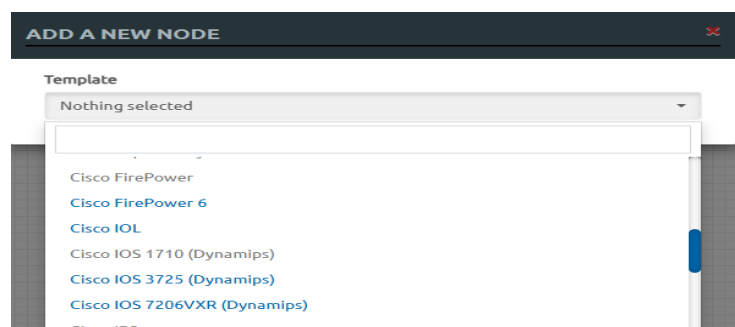 ADD A NEW NODE
Template
Nothing selected
Cisco FirePower
Cisco FirePower 6
Cisco IOL
Cisco IOS 1710 (Dynamips)
Cisco IOS 3725 (Dynamips)
Cisco IOS 7206VXR (Dynamips)